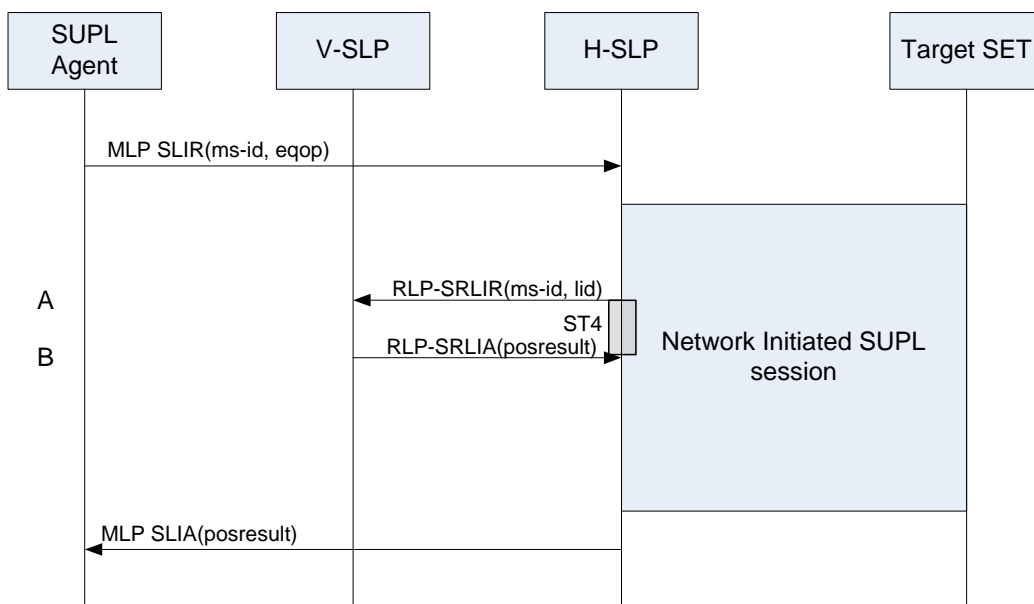 SUPL
Agent
V-SLP
H-SLP
Target SET
MLP SLIR(ms-id, eqop)
A
RLP-SRLIR(ms-id, lid)
ST4
B
RLP-SRLIA(posresult)
Network Initiated SUPL
session
MLP SLIA(posresult)